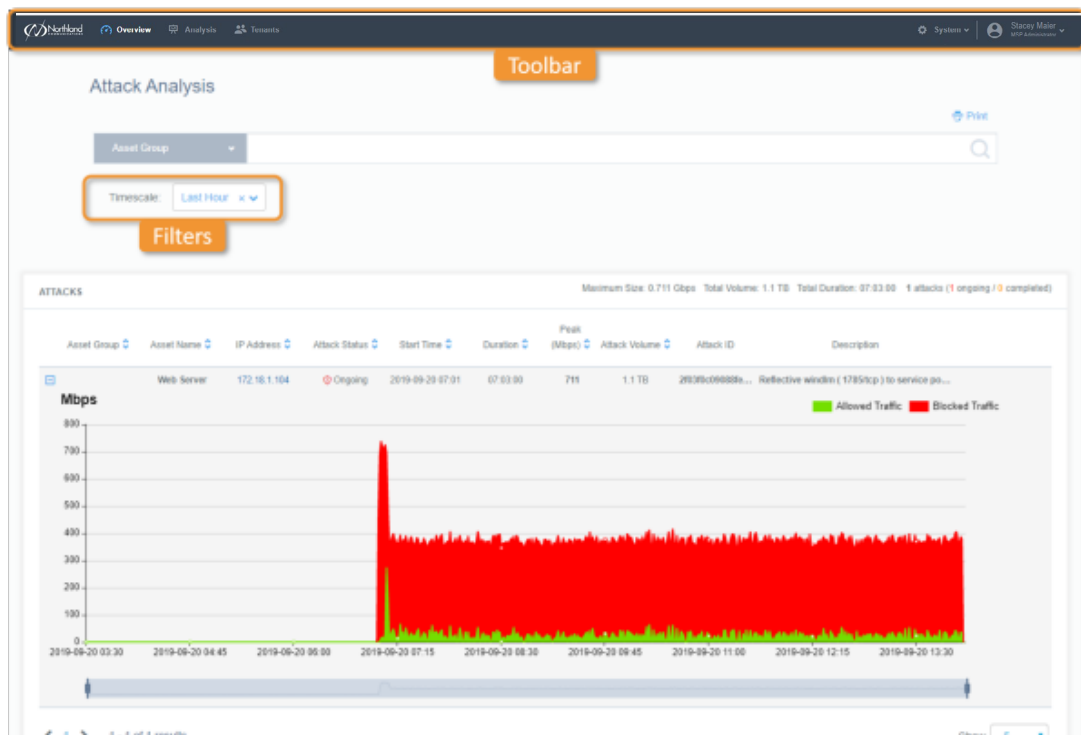 Northland Overview Analysis Tenants System Stacey Maier
COMMUNICATIONS MSSP Administrator
Toolbar
Attack Analysis
Print
Asset Group
Timescale: Last Hour ×
Filters
ATTACKS Maximum Size: 0.711 Gbps Total Volume: 1.1 TB Total Duration: 07:03:00 1 attacks (1 ongoing / 0 completed)
Asset Group Asset Name IP Address Attack Status Start Time Duration Peak (Mbps) Attack Volume Attack ID Description
Web Server 172.18.1.104 Ongoing 2019-09-20 07:01 07:03:00 711 1.1 TB Reflective windlm ( 1785/tcp ) to service po...
Mbps
Allowed Traffic Blocked Traffic
800
700
600
500
400
300
200
100
0
2019-09-20 03:30 2019-09-20 04:45 2019-09-20 06:00 2019-09-20 07:15 2019-09-20 08:30 2019-09-20 09:45 2019-09-20 11:00 2019-09-20 12:15 2019-09-20 13:30